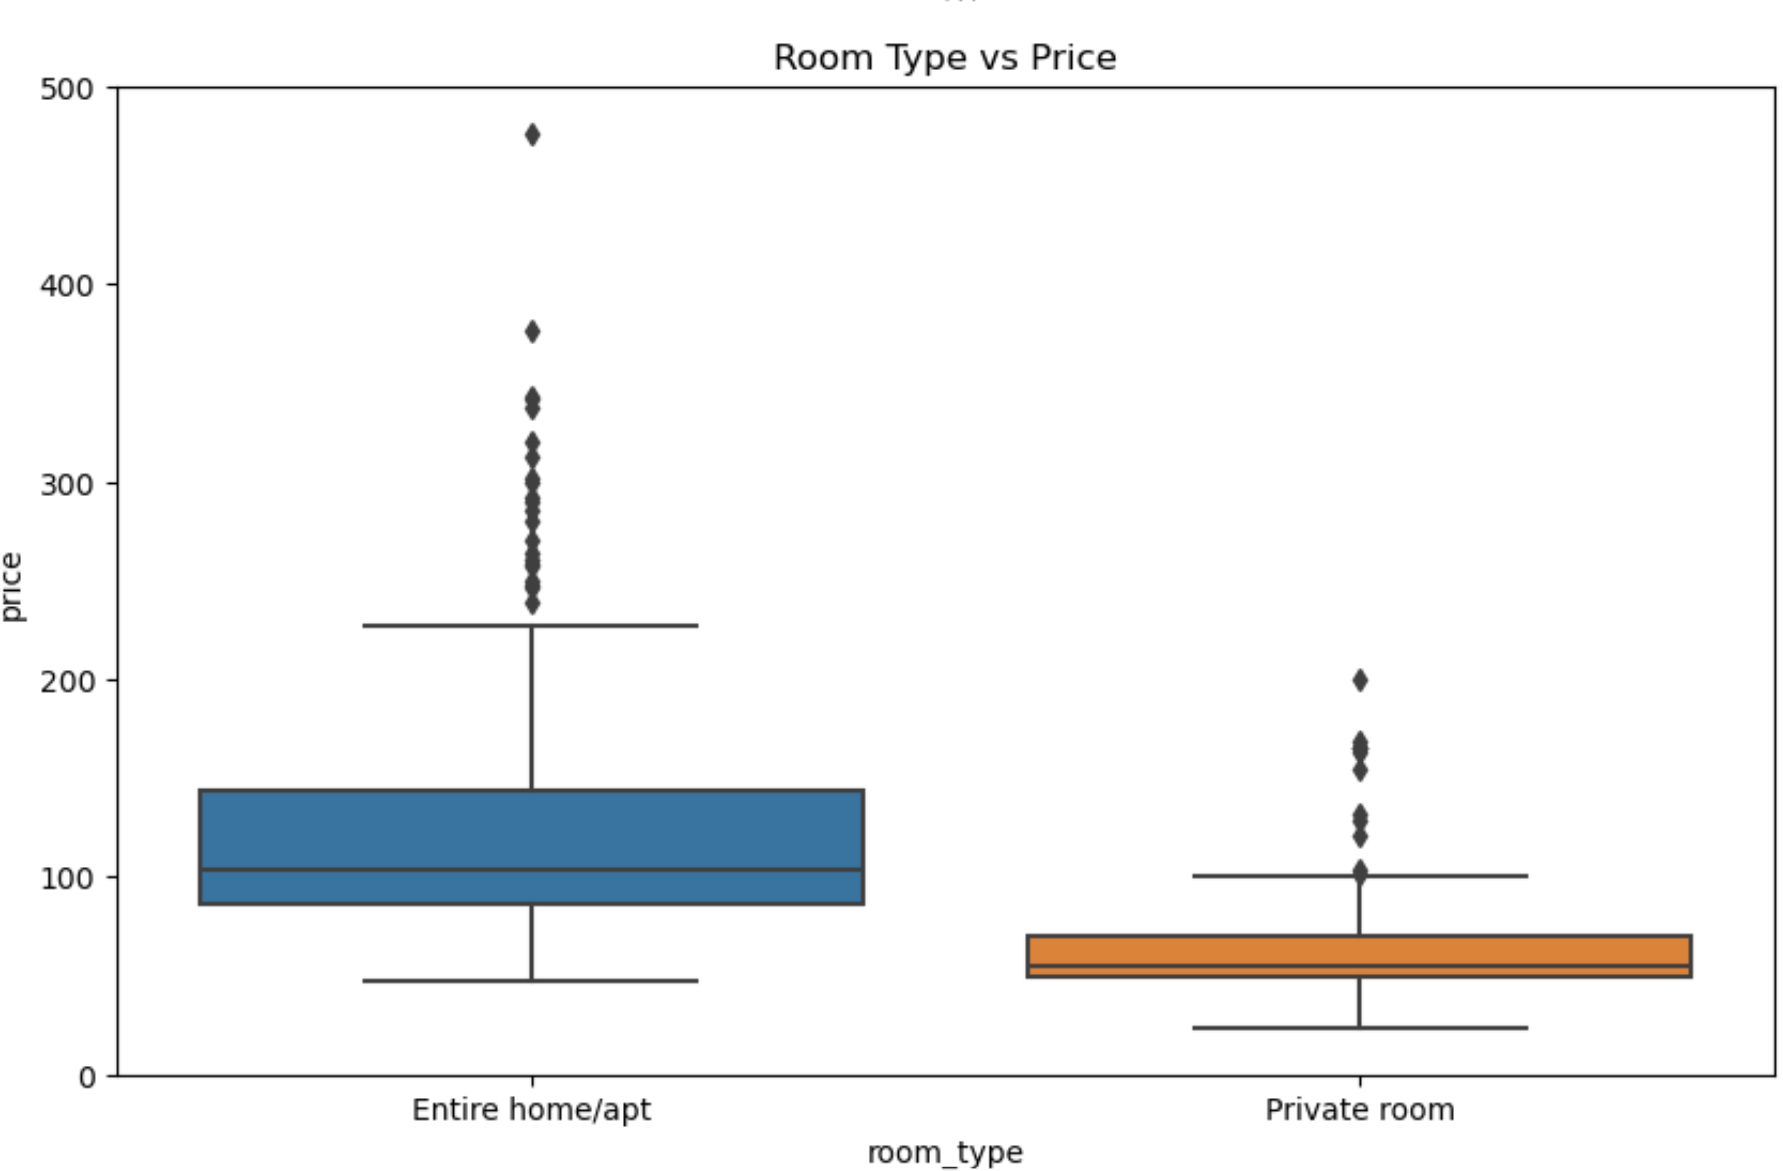 Room Type vs Price
500
400
300
200
100
0
price
Entire home/apt
Private room
room_type